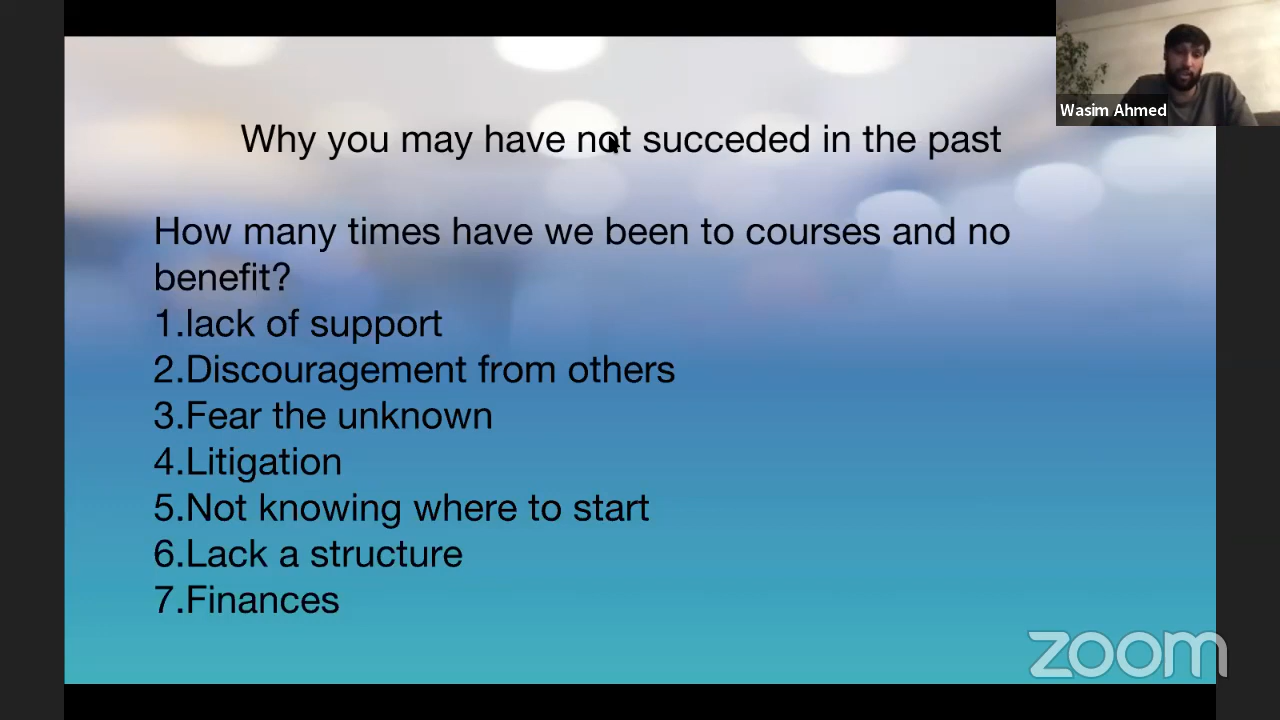 Wasim Ahmed
Why you may have not succeded in the past
How many times have we been to courses and no
benefit?
1.lack of support
2.Discouragement from others
3.Fear the unknown
4.Litigation
5.Not knowing where to start
6.Lack a structure
7.Finances
zoom